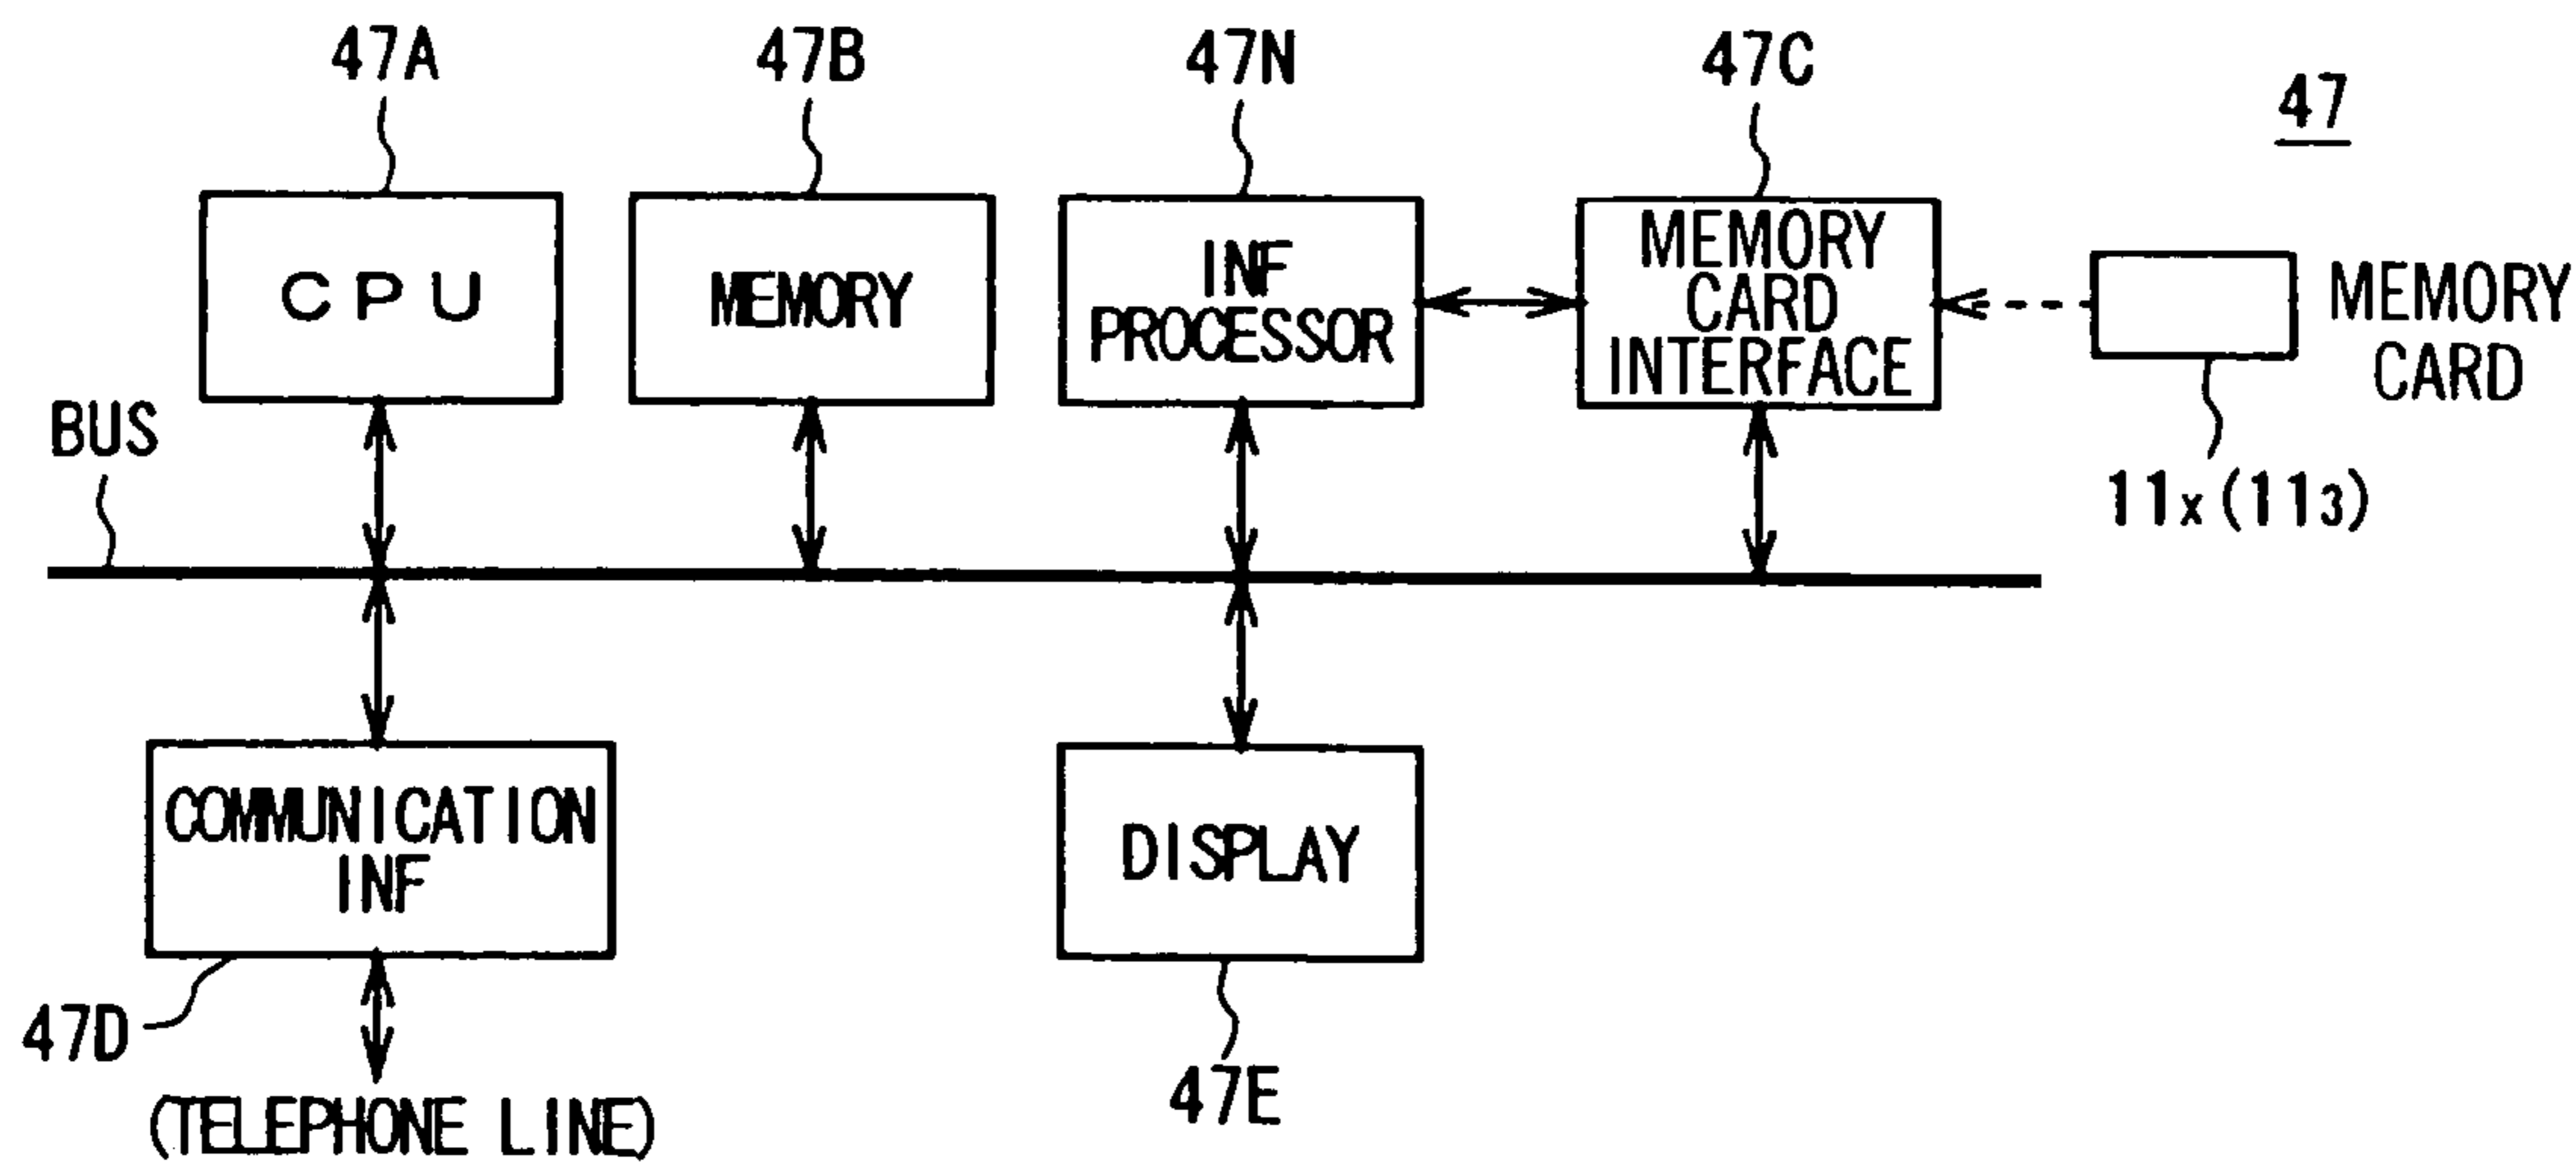 47A
47B
47N
47C
47
CPU
MEMORY
INF
PROCESSOR
MEMORY
CARD
INTERFACE
MEMORY
CARD
BUS
11x (113)
COMMUNICATION
INF
DISPLAY
47D
47E
(TELEPHONE LINE)